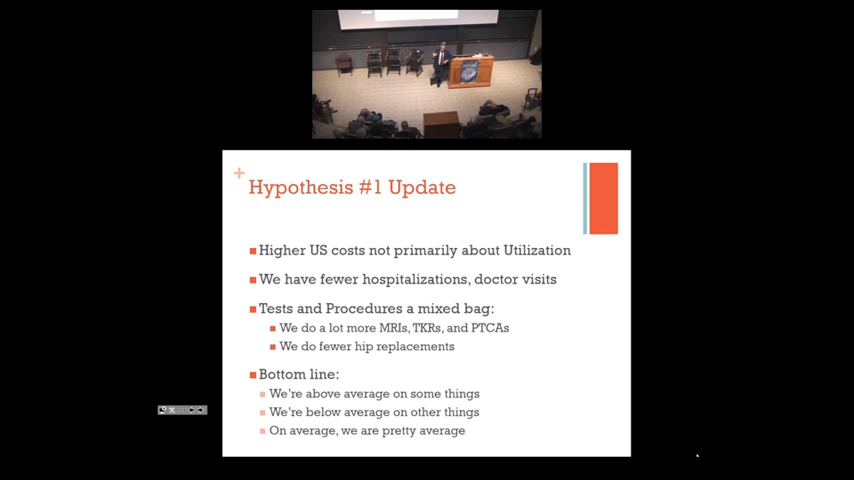 Hypothesis #1 Update
Higher US costs not primarily about Utilization
We have fewer hospitalizations, doctor visits
Tests and Procedures a mixed bag:
We do a lot more MRIs, TKRs, and PTCAs
We do fewer hip replacements
Bottom line:
We're above average on some things
We're below average on other things
On average, we are pretty average